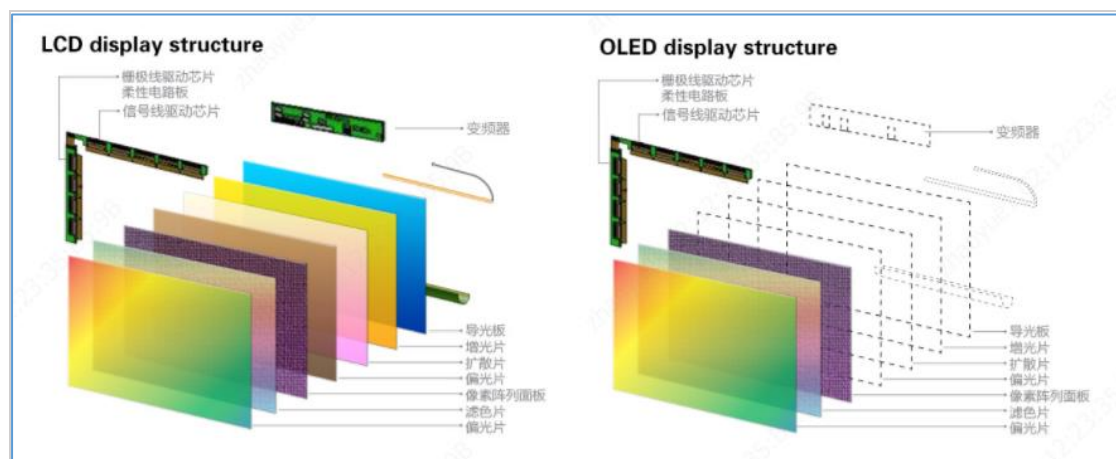 LCD display structure
栅极线驱动芯片
柔性电路板
信号线驱动芯片
变频器
导光板
增光片
扩散片
偏光片
像素阵列面板
滤色片
偏光片
OLED display structure
栅极线驱动芯片
柔性电路板
信号线驱动芯片
变频器
导光板
增光片
扩散片
偏光片
像素阵列面板
滤色片
偏光片